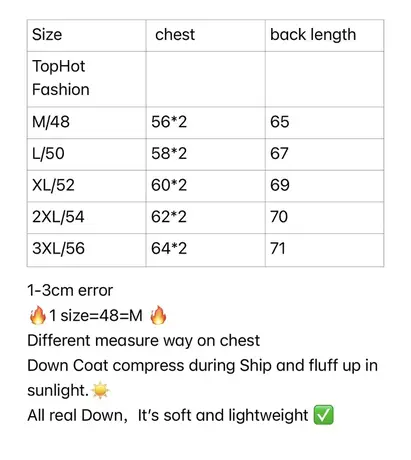 Size chest back length
TopHot
Fashion
M/48 56*2 65
L/50 58*2 67
XL/52 60*2 69
2XL/54 62*2 70
3XL/56 64*2 71
1-3cm error
🔥1 size=48=M 🔥
Different measure way on chest
Down Coat compress during Ship and fluff up in
sunlight.☀️
All real Down，It's soft and lightweight ✅